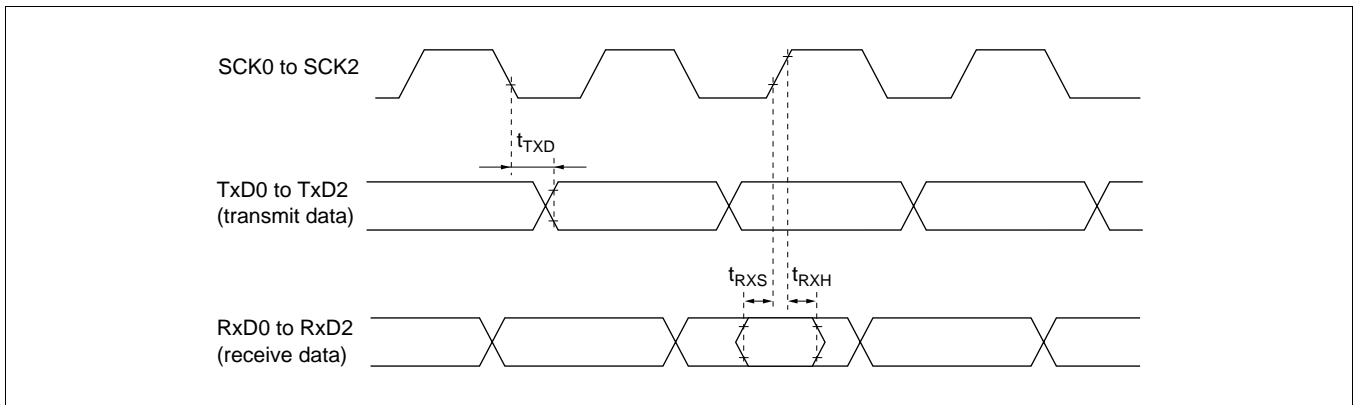 SCK0 to SCK2
tTXD
TxD0 to TxD2
(transmit data)
tRXS
tRXH
RxD0 to RxD2
(receive data)